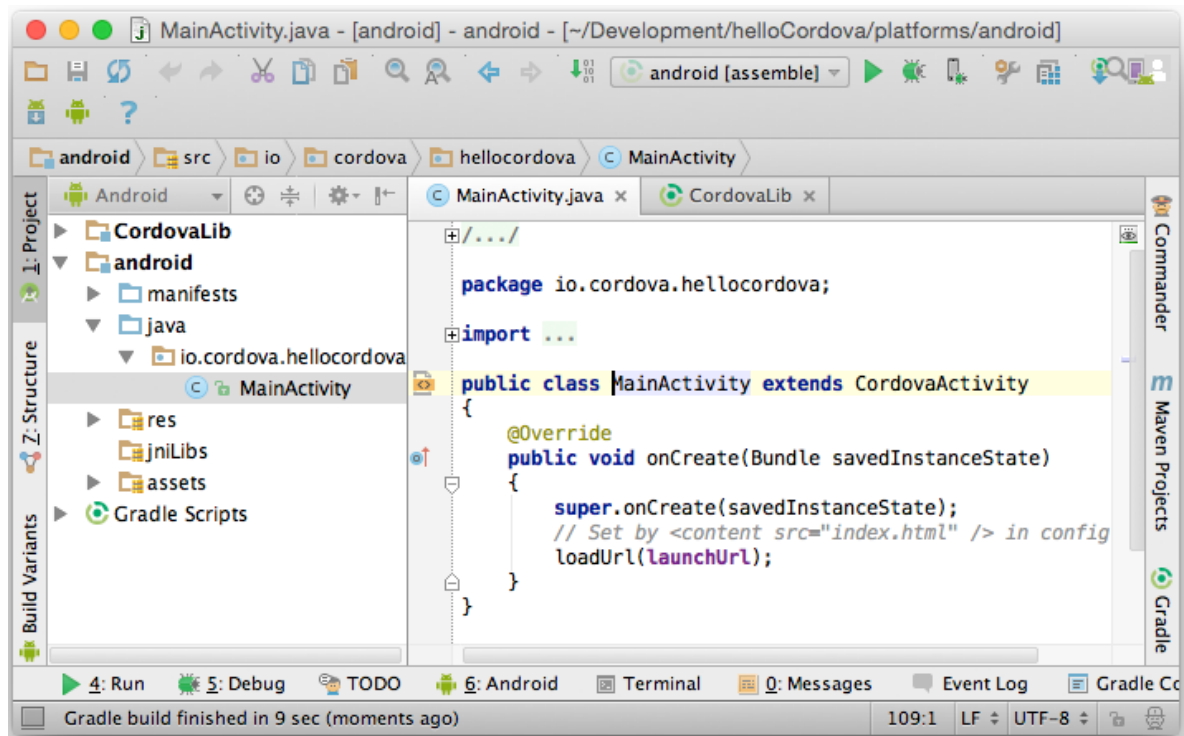 MainActivity.java - [android] - android - [~/Development/helloCordova/platforms/android]
android [assemble]
?
android src io cordova hellocordova MainActivity
1: Project
Z: Structure
Build Variants
Android
CordovaLib
android
manifests
java
io.cordova.hellocordova
MainActivity
res
jniLibs
assets
Gradle Scripts
MainActivity.java × CordovaLib ×
/.../
package io.cordova.hellocordova;
import ...
public class MainActivity extends CordovaActivity
{
@Override
public void onCreate(Bundle savedInstanceState)
{
super.onCreate(savedInstanceState);
// Set by <content src="index.html" /> in config
loadUrl(launchUrl);
}
}
Commander
m Maven Projects
Gradle
4: Run 5: Debug TODO 6: Android Terminal 0: Messages Event Log Gradle Co
Gradle build finished in 9 sec (moments ago) 109:1 LF UTF-8